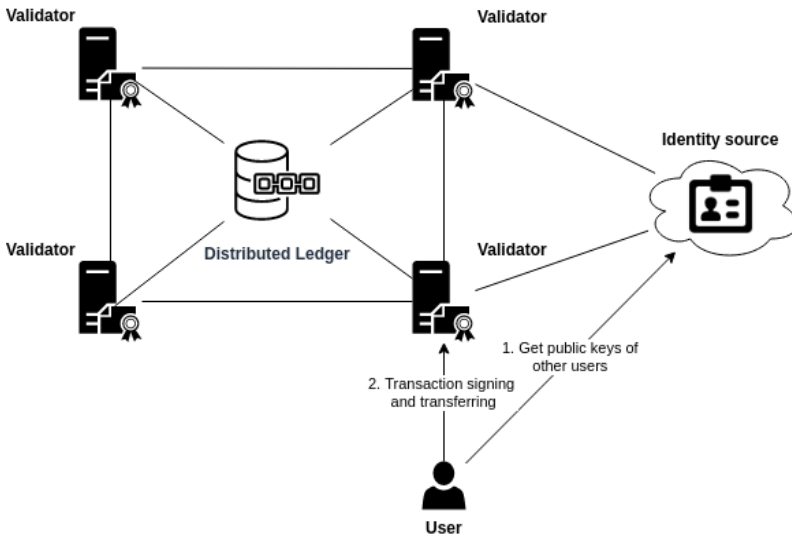 Validator
Validator
Identity source
Distributed Ledger
Validator
Validator
1. Get public keys of
other users
2. Transaction signing
and transferring
User